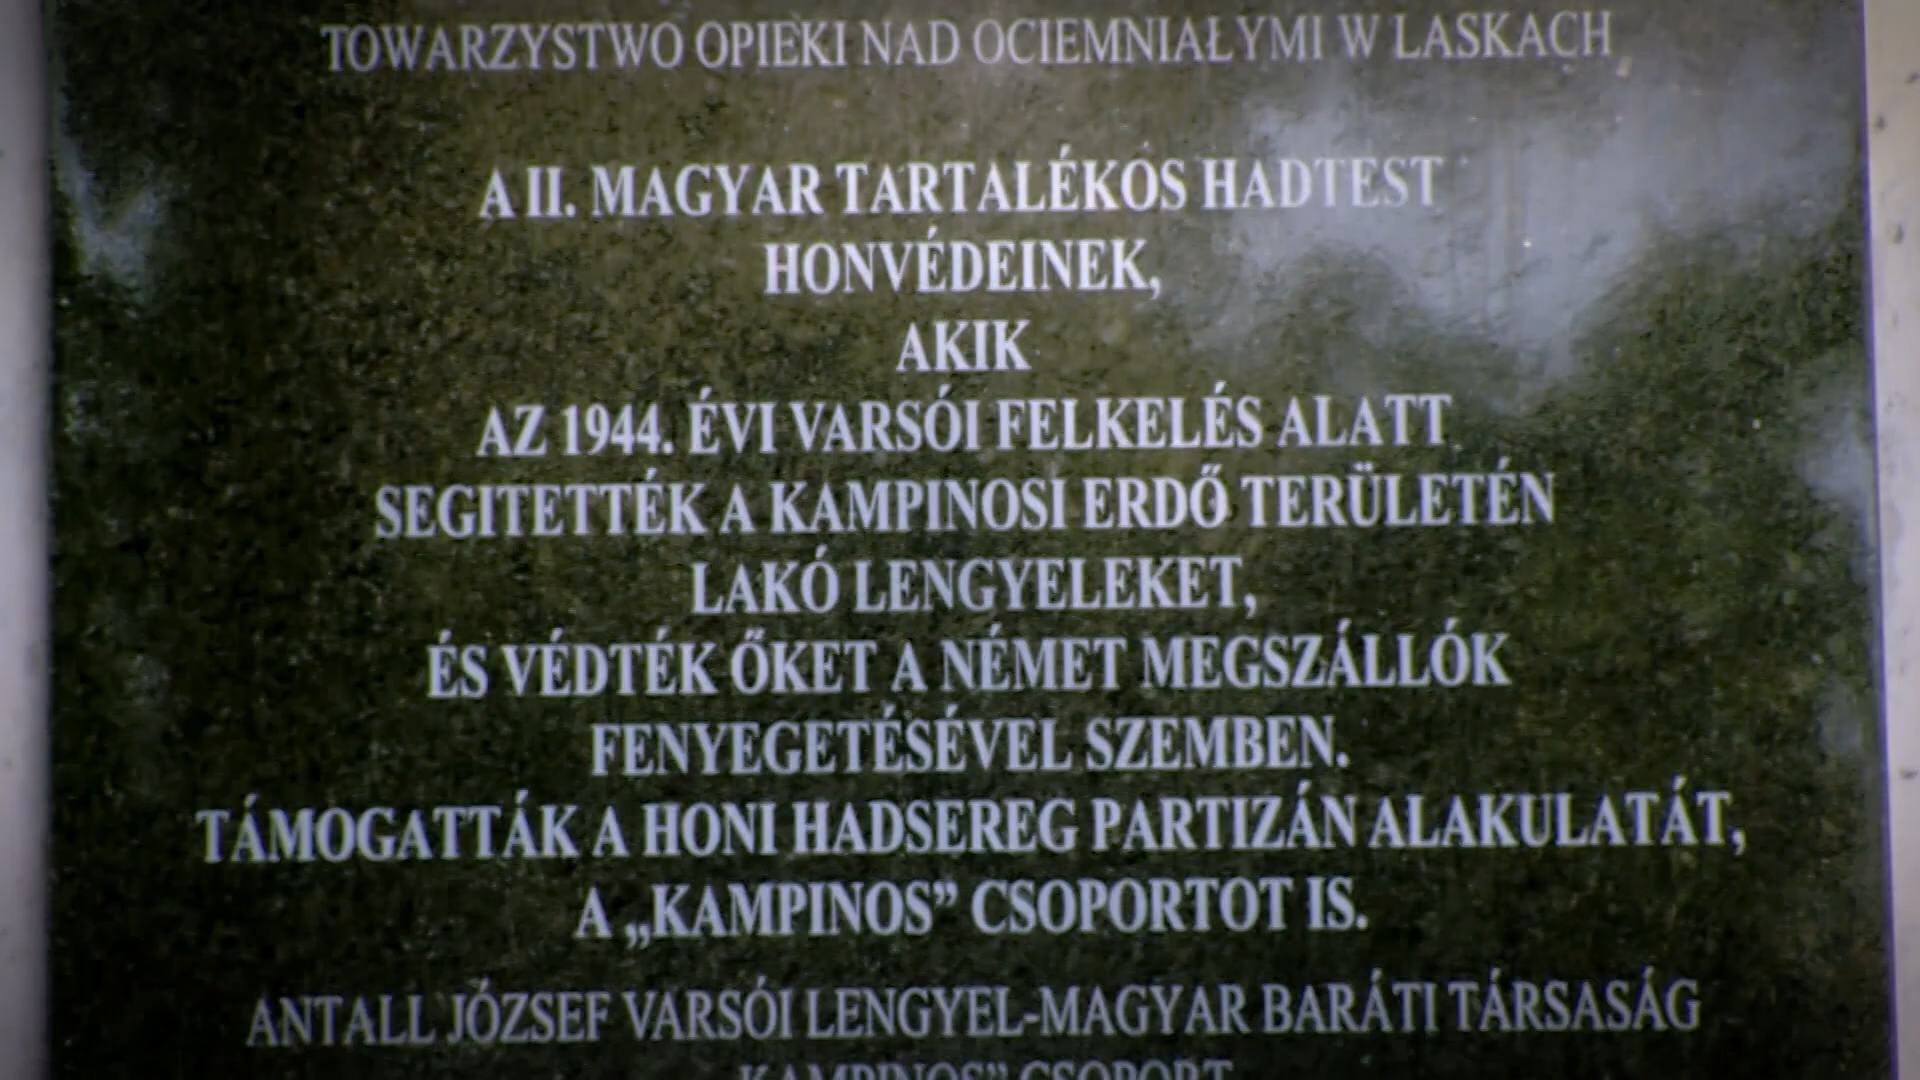 TOWARZYSTWO OPIEKI NAD OCIEMNIAŁYMI W LASKACH
A II. MAGYAR TARTALÉKOS HADTEST
HONVÉDEINEK,
AKIK
AZ 1944. ÉVI VARSÓI FELKELÉS ALATT
SEGITETTÉK A KAMPINOSI ERDŐ TERÜLETÉN
LAKÓ LENGYELEKET,
ÉS VÉDTÉK ŐKET A NÉMET MEGSZÁLLÓK
FENYEGETÉSÉVEL SZEMBEN.
TÁMOGATTÁK A HONI HADSEREG PARTIZÁN ALAKULATÁT,
A „KAMPINOS” CSOPORTOT IS.
ANTALL JÓZSEF VARSÓI LENGYEL-MAGYAR BARÁTI TÁRSASÁG
KAMPINOS” CSOPORT